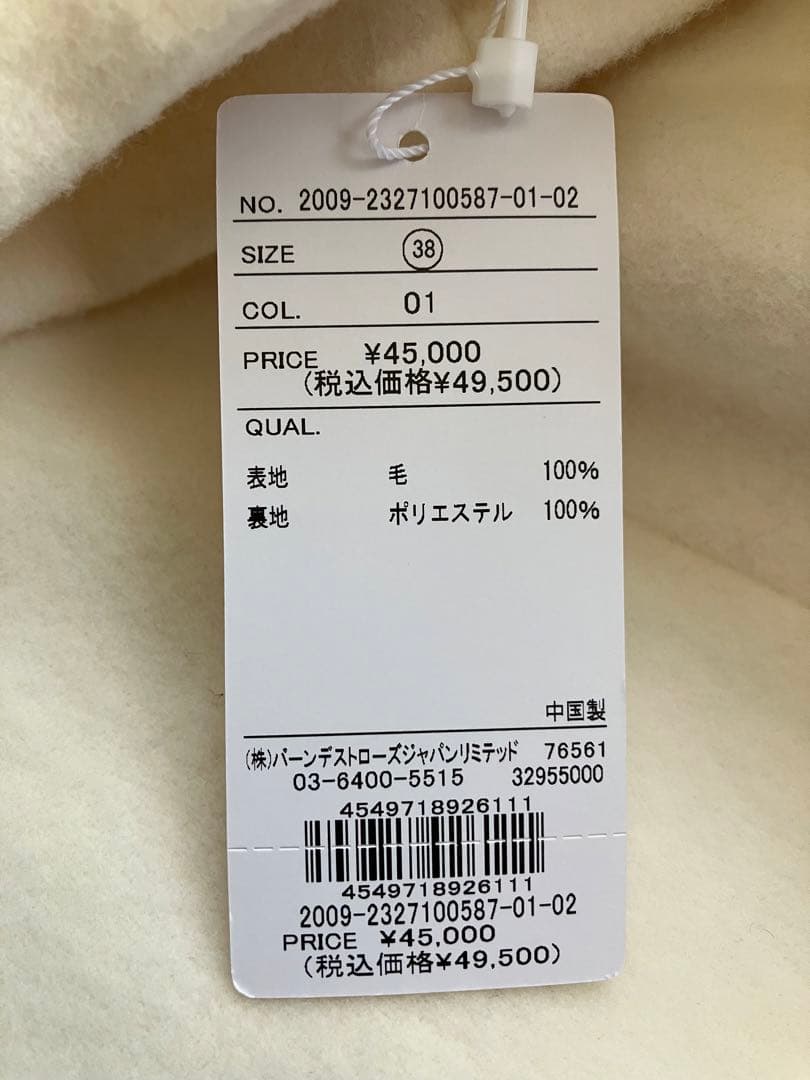 NO. 2009-2327100587-01-02
SIZE 38
COL. 01
PRICE ¥45,000
(税込価格¥49,500)
QUAL.
表地 毛 100%
裏地 ポリエステル 100%
中国製
(株)バーンデストローズジャパンリミテッド 76561
03-6400-5515 32955000
4549718926111
4549718926111
2009-2327100587-01-02
PRICE ¥45,000
(税込価格¥49,500)